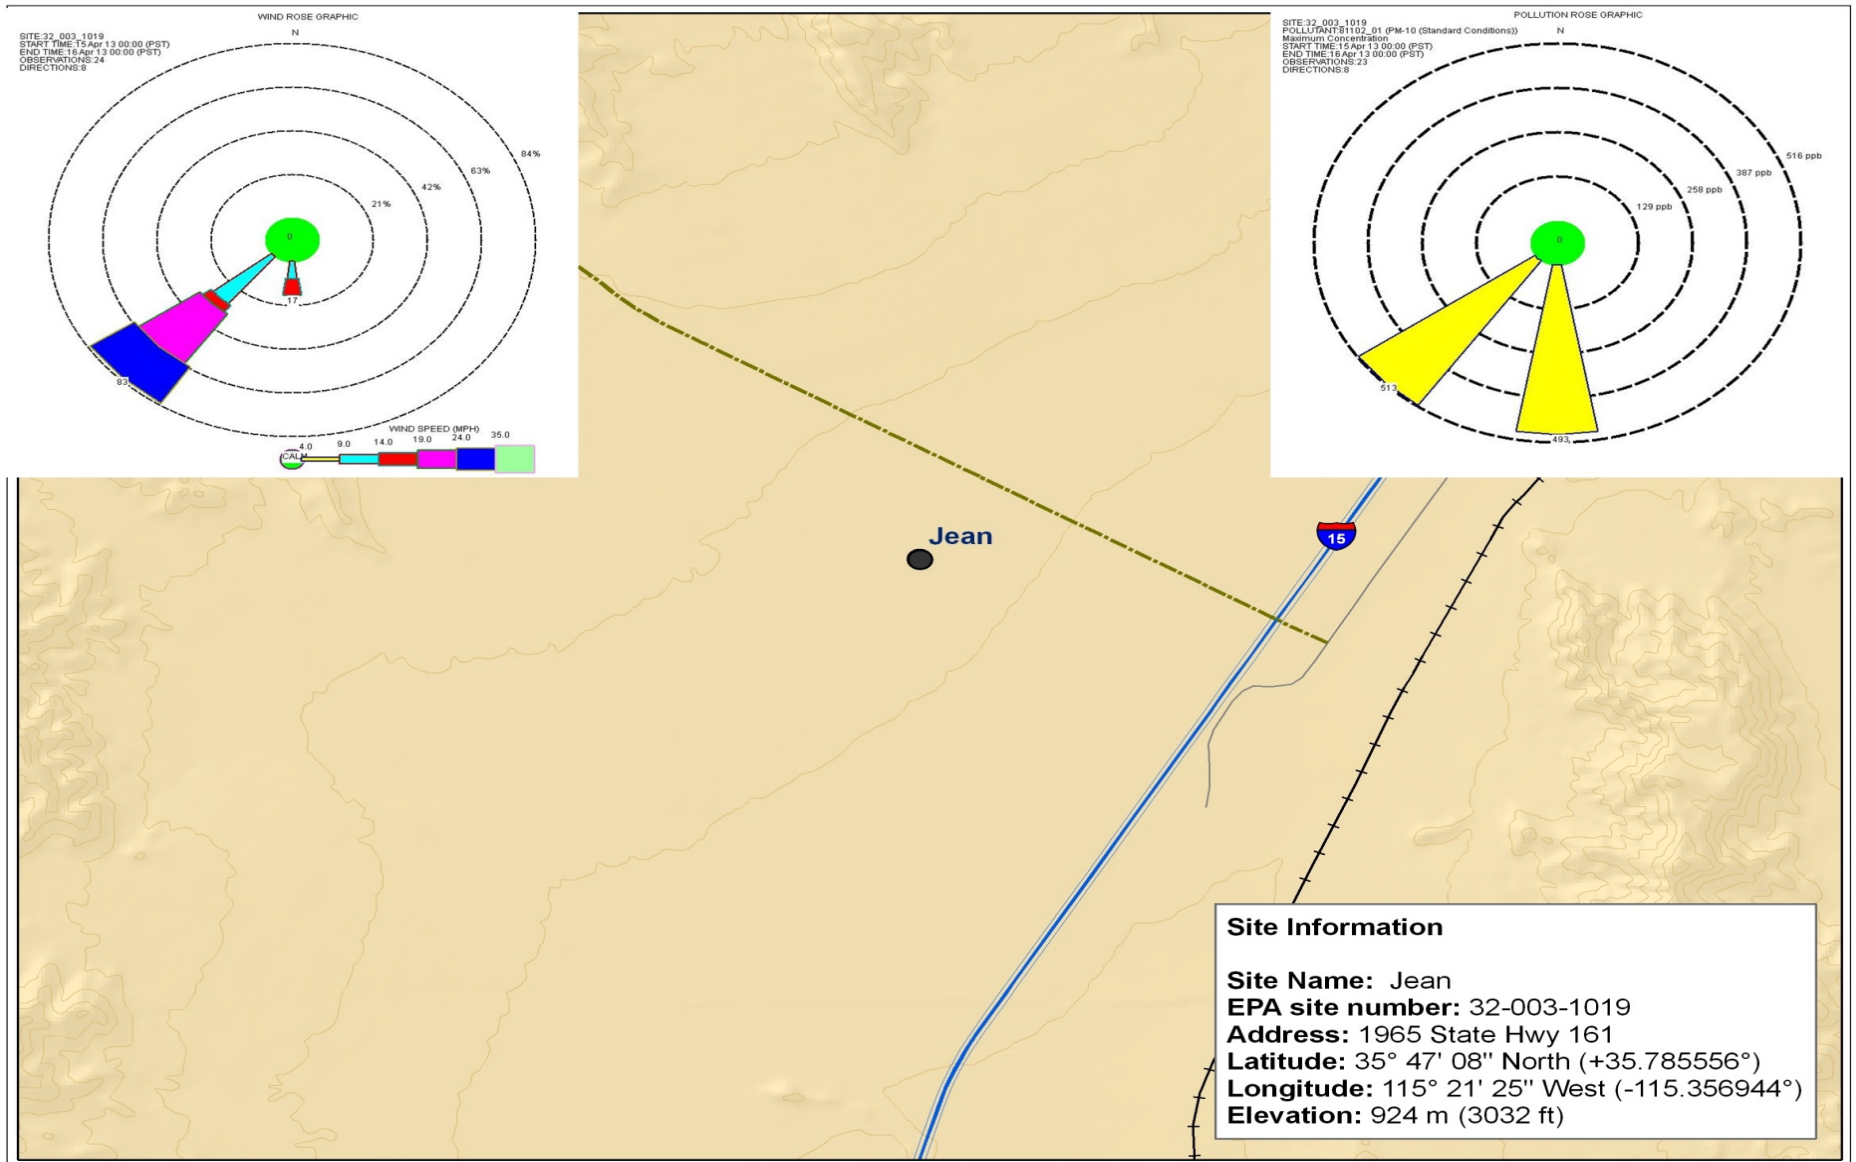 WIND ROSE GRAPHIC
SITE:32_003_1019
START TIME:15 Apr 13 00:00 (PST)
END TIME:16 Apr 13 00:00 (PST)
OBSERVATIONS:24
DIRECTIONS:8
N
84%
63%
42%
21%
0
17
83
WIND SPEED (MPH)
CALM
4.0
9.0
14.0
19.0
24.0
35.0
POLLUTION ROSE GRAPHIC
SITE:32_003_1019
POLLUTANT:81102_01 (PM-10 (Standard Conditions))
Maximum Concentration
START TIME:15 Apr 13 00:00 (PST)
END TIME:16 Apr 13 00:00 (PST)
OBSERVATIONS:23
DIRECTIONS:8
N
516 ppb
387 ppb
258 ppb
129 ppb
0
513
493
Jean
15
Site Information
Site Name: Jean
EPA site number: 32-003-1019
Address: 1965 State Hwy 161
Latitude: 35° 47' 08" North (+35.785556°)
Longitude: 115° 21' 25" West (-115.356944°)
Elevation: 924 m (3032 ft)